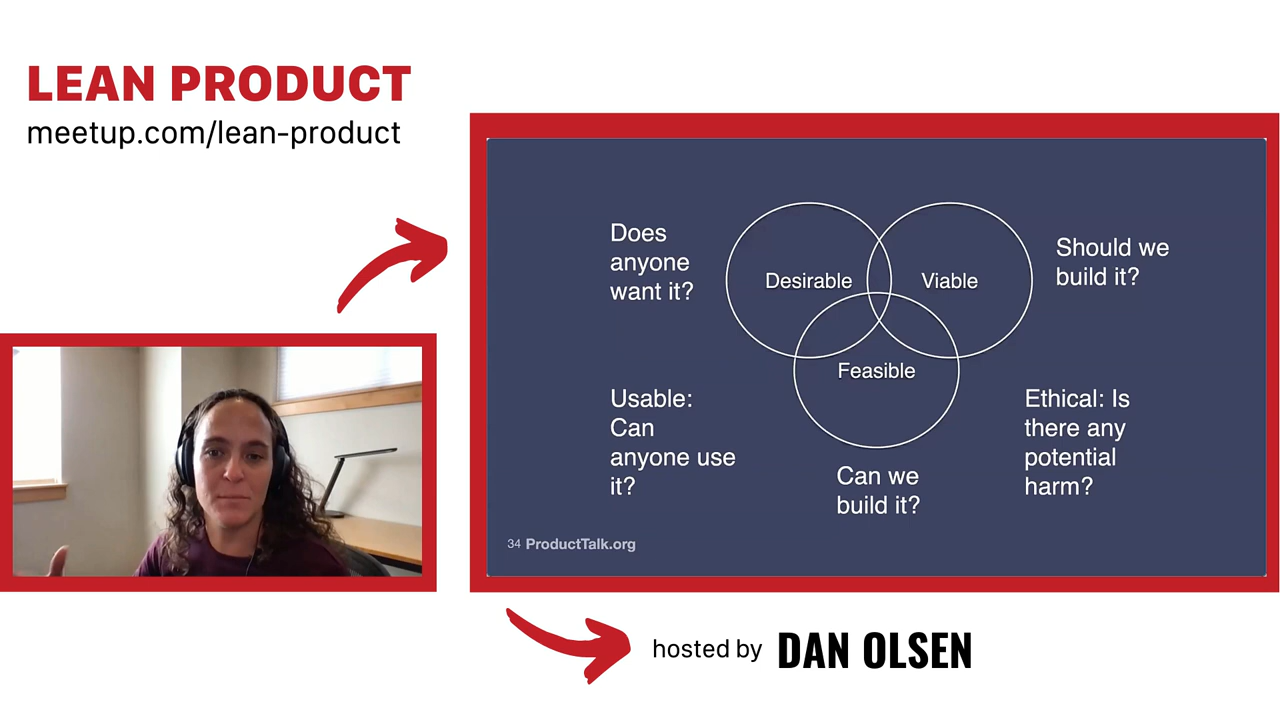 LEAN PRODUCT
meetup.com/lean-product
Does
anyone
want it?
Desirable
Viable
Should we
build it?
Feasible
Usable:
Can
anyone use
it?
Can we
build it?
Ethical: Is
there any
potential
harm?
34 ProductTalk.org
hosted by DAN OLSEN